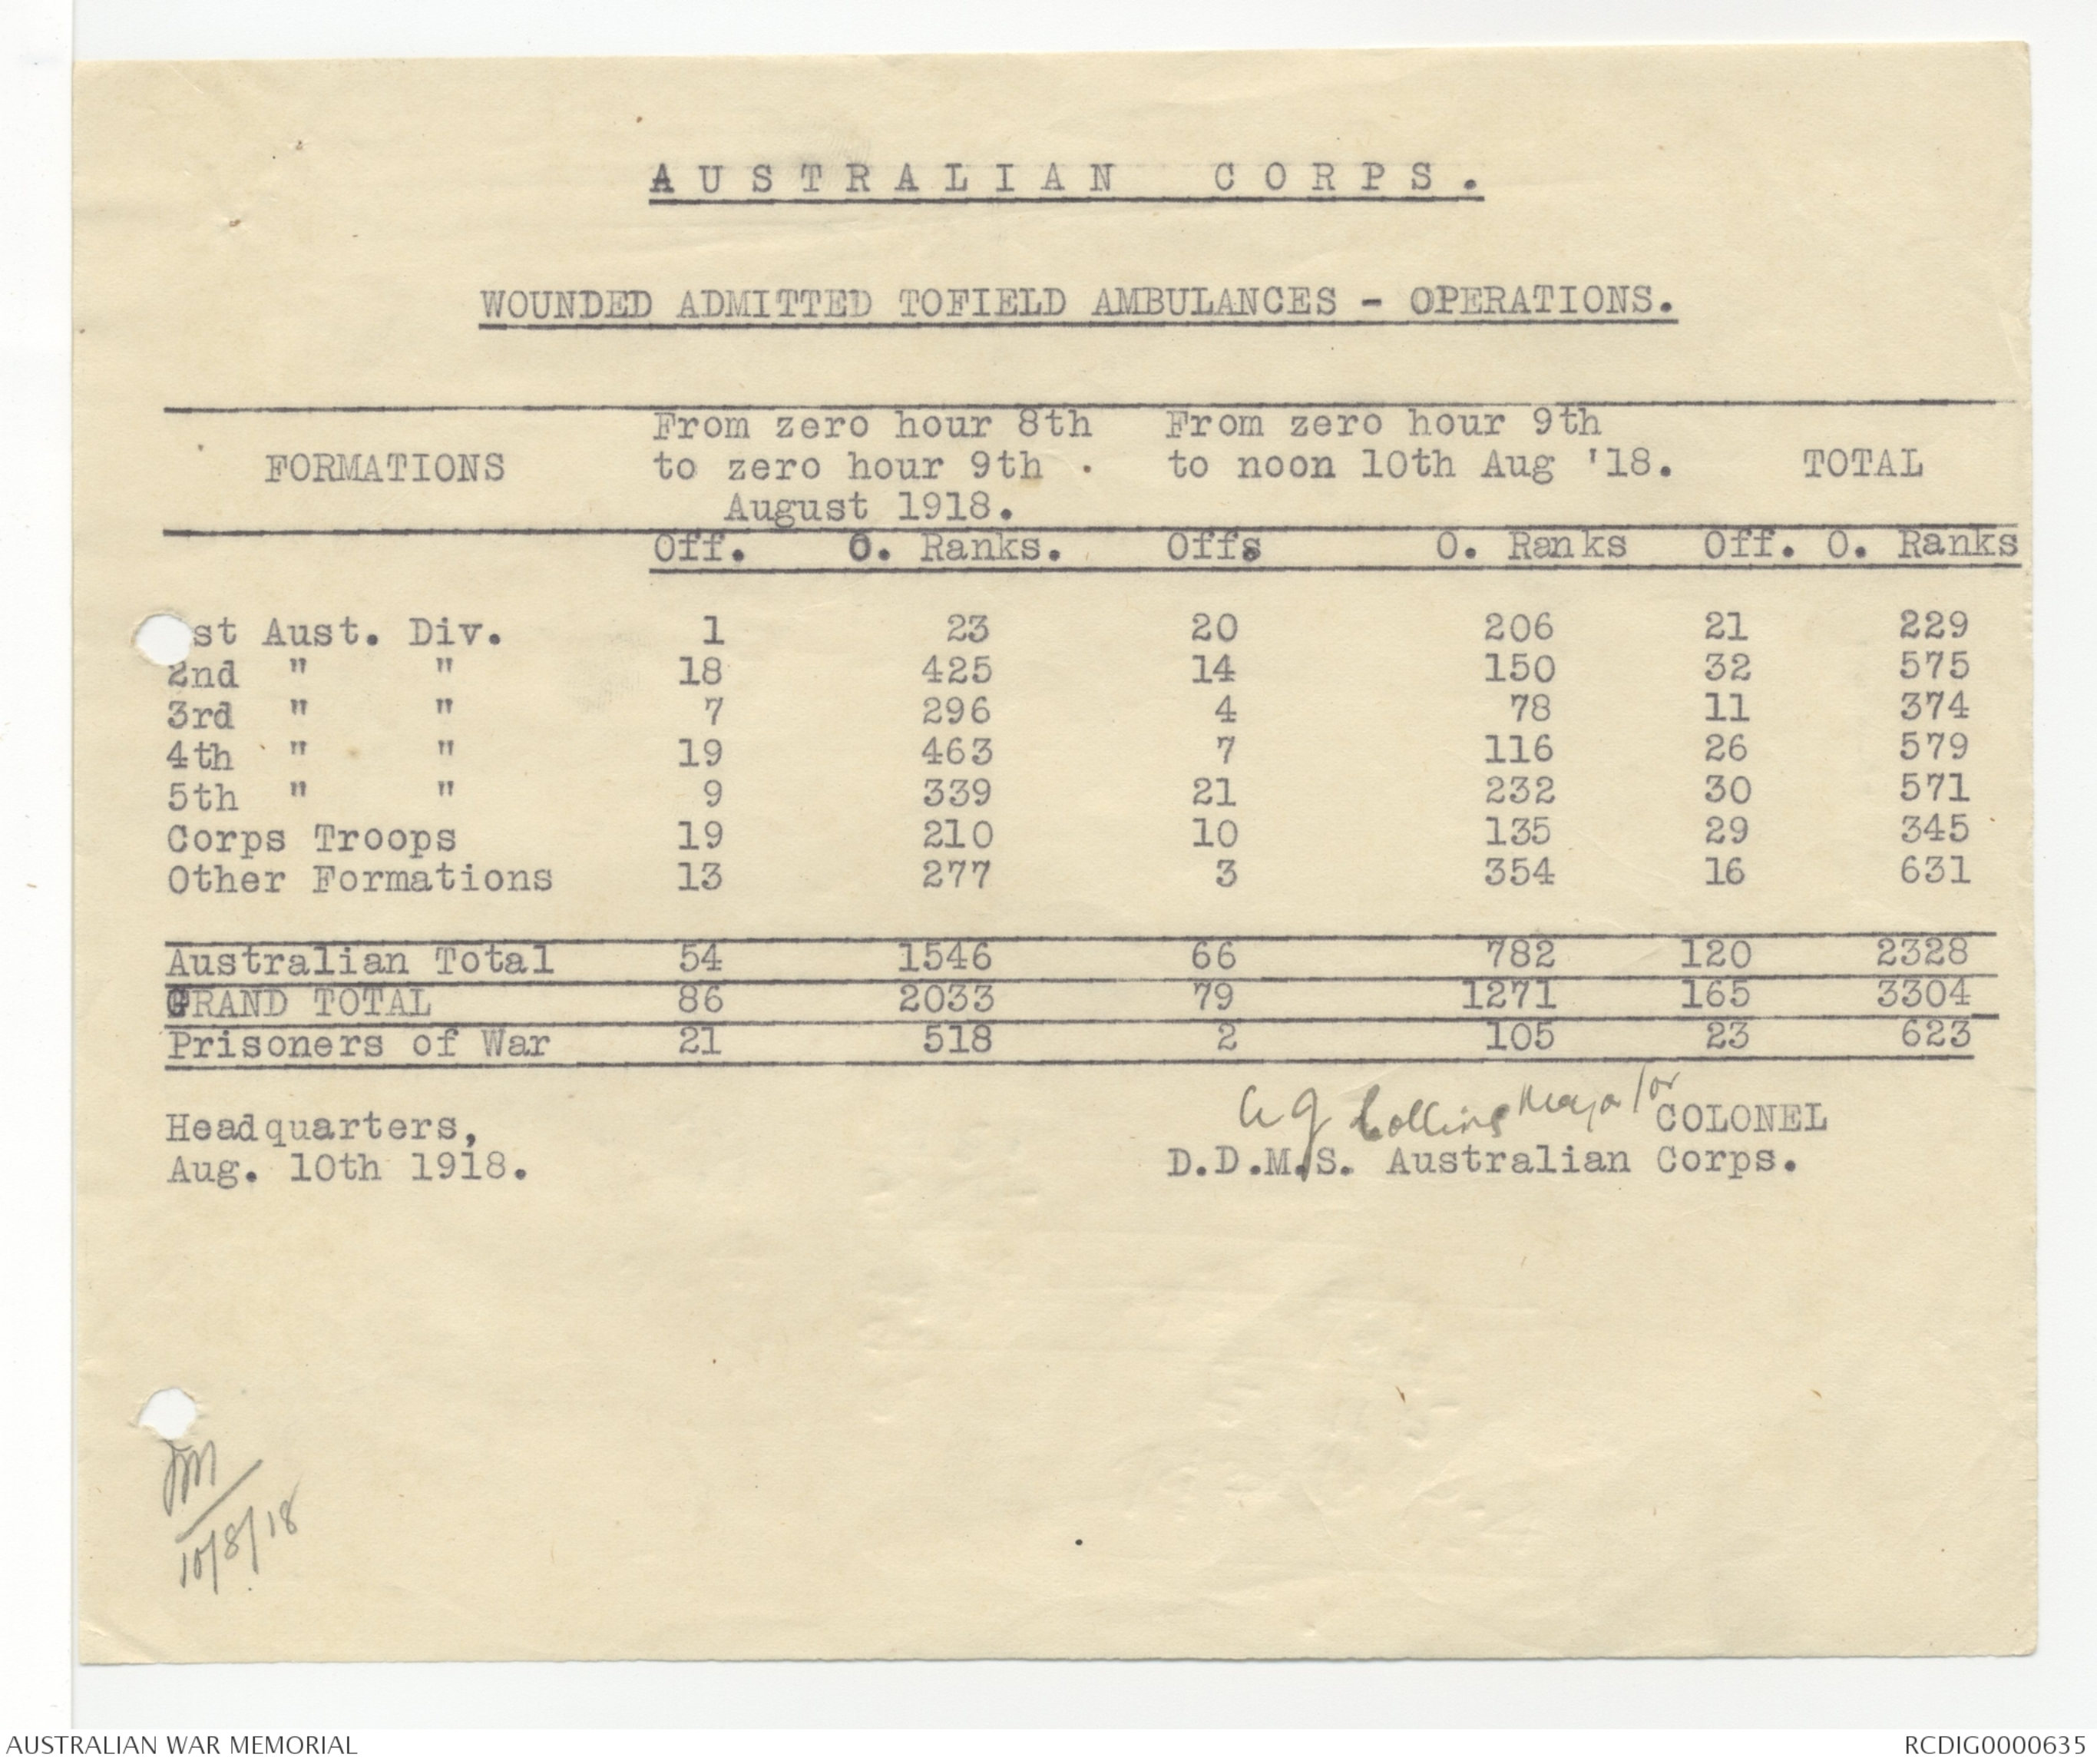 AUSTRALIAN CORPS.
WOUNDED ADMITTED TOFIELD AMBULANCES - OPERATIONS.
FORMATIONS From zero hour 8th to zero hour 9th August 1918. From zero hour 9th to noon 10th Aug '18. TOTAL
Off. O. Ranks. Offs O. Ranks Off. O. Ranks
st Aust. Div. 1 23 20 206 21 229
2nd " " 18 425 14 150 32 575
3rd " " 7 296 4 78 11 374
4th " " 19 463 7 116 26 579
5th " " 9 339 21 232 30 571
Corps Troops 19 210 10 135 29 345
Other Formations 13 277 3 354 16 631
Australian Total 54 1546 66 782 120 2328
GRAND TOTAL 86 2033 79 1271 165 3304
Prisoners of War 21 518 2 105 23 623
Collins Major for COLONEL
Headquarters,
Aug. 10th 1918.
D.D.M.S. Australian Corps.
10/8/18
AUSTRALIAN WAR MEMORIAL
RCDIG0000635